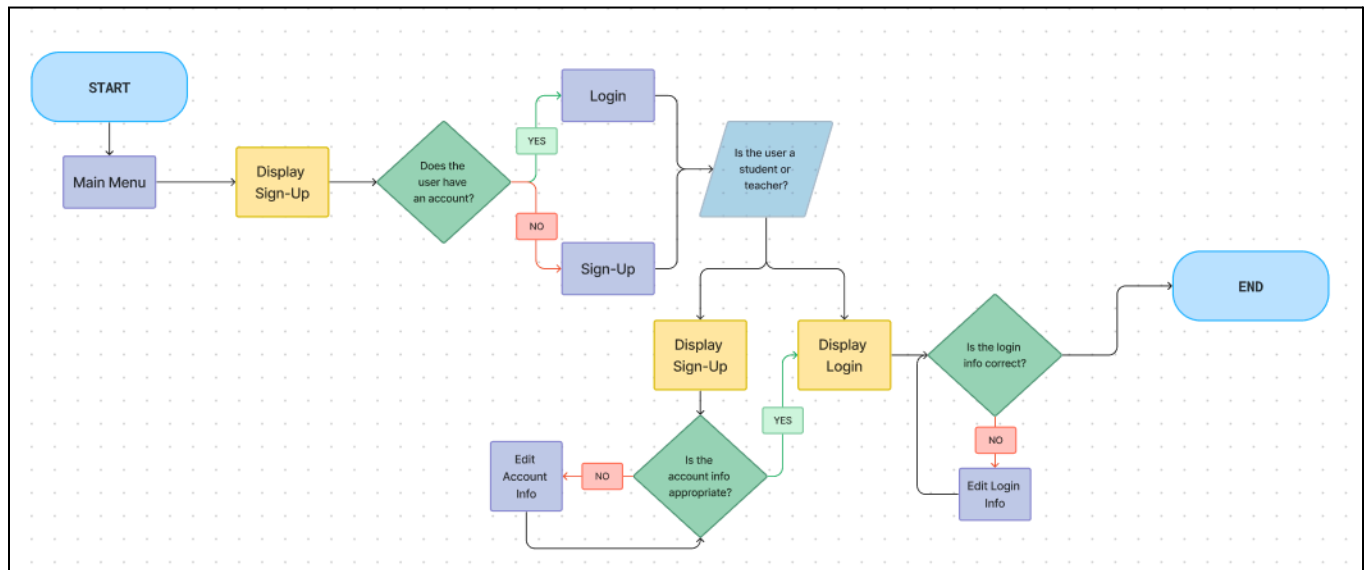 START
Main Menu
Display
Sign-Up
Does the
user have
an account?
YES
NO
Login
Sign-Up
Is the user a
student or
teacher?
Display
Sign-Up
Is the
account info
appropriate?
NO
Edit
Account
Info
YES
Display
Login
Is the login
info correct?
NO
Edit Login
Info
END